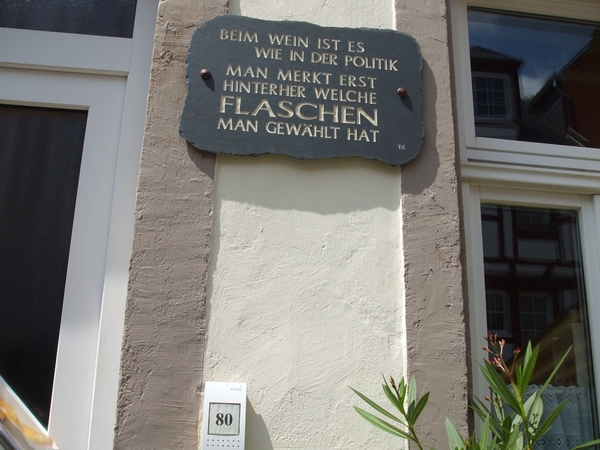 BEIM WEIN IST ES
WIE IN DER POLITIK
MAN MERKT ERST
HINTERHER WELCHE
FLASCHEN
MAN GEWÄHLT HAT
80